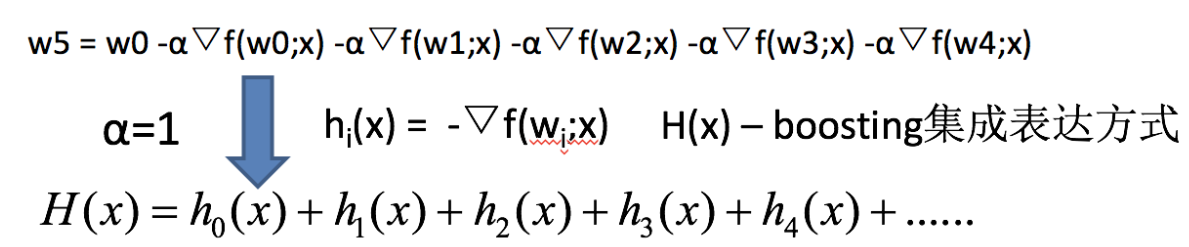 w5 = w0 -α▽f(w0;x) -α▽f(w1;x) -α▽f(w2;x) -α▽f(w3;x) -α▽f(w4;x)
α=1 hᵢ(x) = -▽f(wᵢ;x) H(x) – boosting集成表达方式
H(x) = h₀(x) + h₁(x) + h₂(x) + h₃(x) + h₄(x) + ......